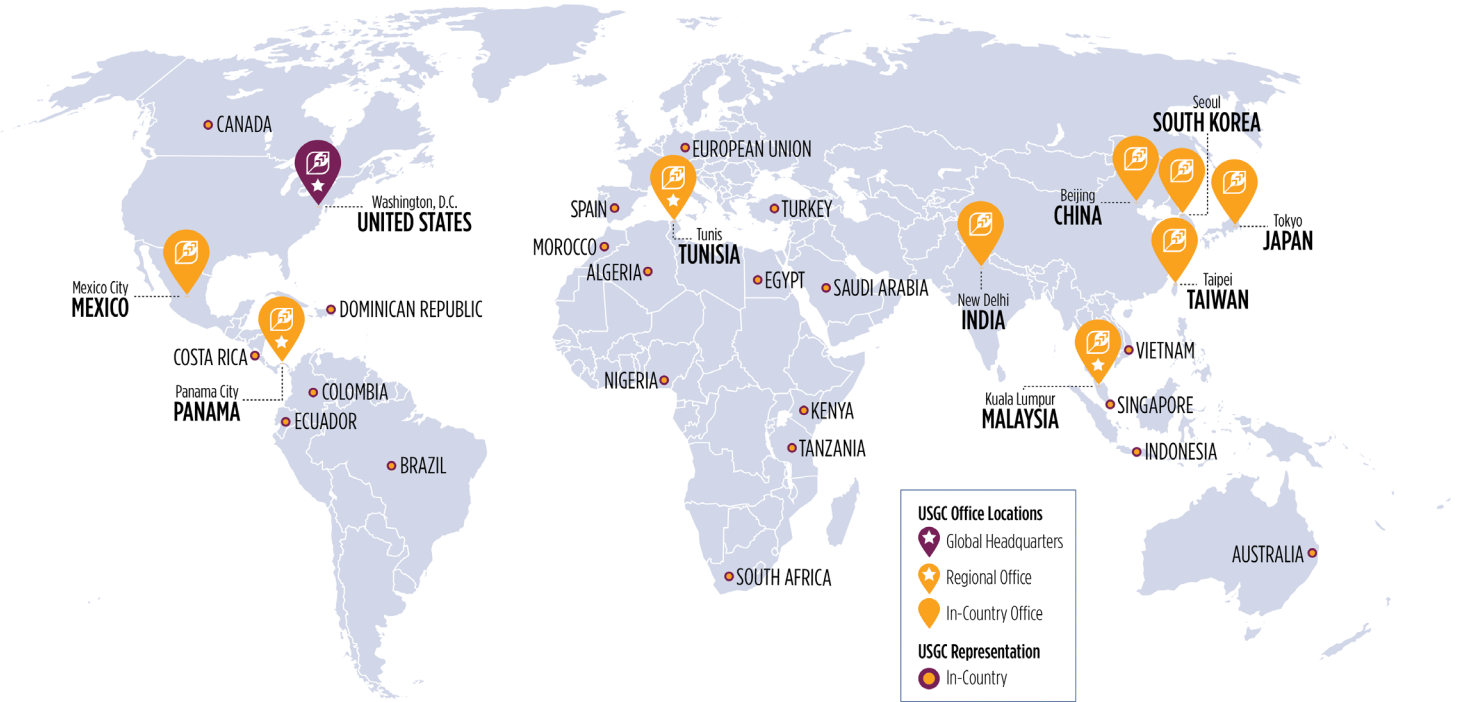 CANADA
Washington, D.C.
UNITED STATES
Mexico City
MEXICO
DOMINICAN REPUBLIC
COSTA RICA
Panama City
PANAMA
COLOMBIA
ECUADOR
BRAZIL
EUROPEAN UNION
SPAIN
TURKEY
Tunis
TUNISIA
MOROCCO
ALGERIA
EGYPT
SAUDI ARABIA
NIGERIA
KENYA
TANZANIA
SOUTH AFRICA
Seoul
SOUTH KOREA
Beijing
CHINA
Tokyo
JAPAN
Taipei
TAIWAN
New Delhi
INDIA
VIETNAM
Kuala Lumpur
MALAYSIA
SINGAPORE
INDONESIA
AUSTRALIA
USGC Office Locations
Global Headquarters
Regional Office
In-Country Office
USGC Representation
In-Country